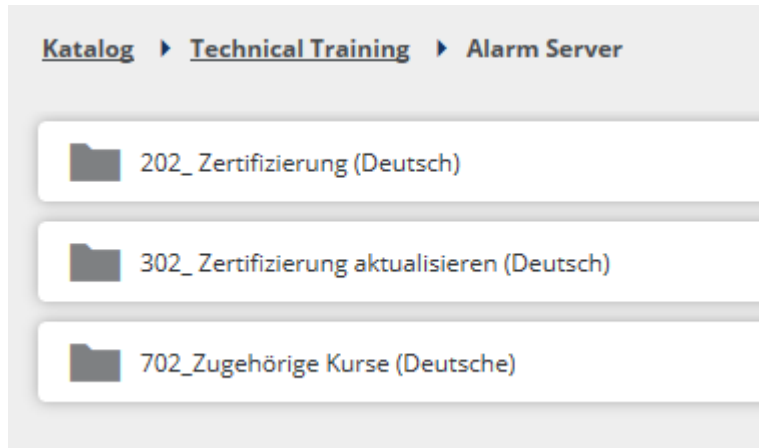 Katalog Technical Training Alarm Server
202_ Zertifizierung (Deutsch)
302_ Zertifizierung aktualisieren (Deutsch)
702_Zugehörige Kurse (Deutsche)